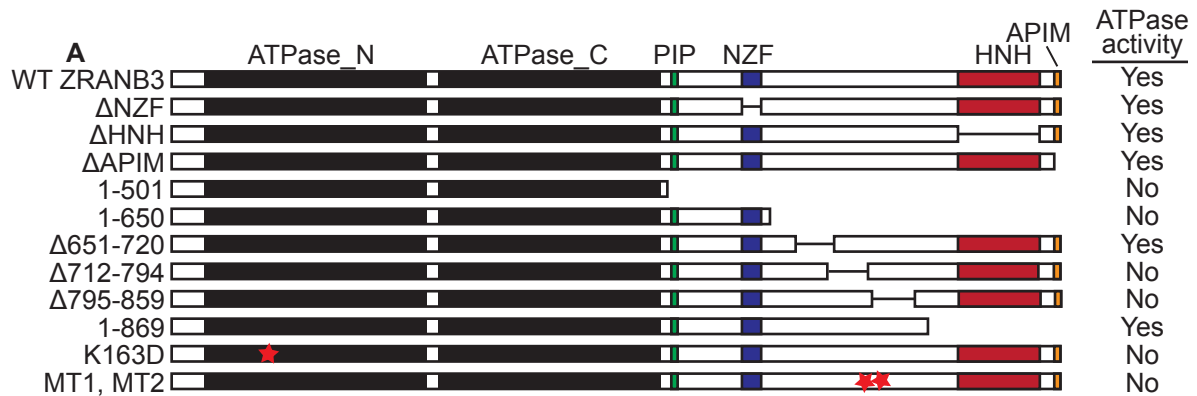 A
ATPase_N ATPase_C PIP NZF HNH APIM ATPase activity
WT ZRANB3 Yes
ΔNZF Yes
ΔHNH Yes
ΔAPIM Yes
1-501 No
1-650 No
Δ651-720 Yes
Δ712-794 No
Δ795-859 No
1-869 Yes
K163D No
MT1, MT2 No